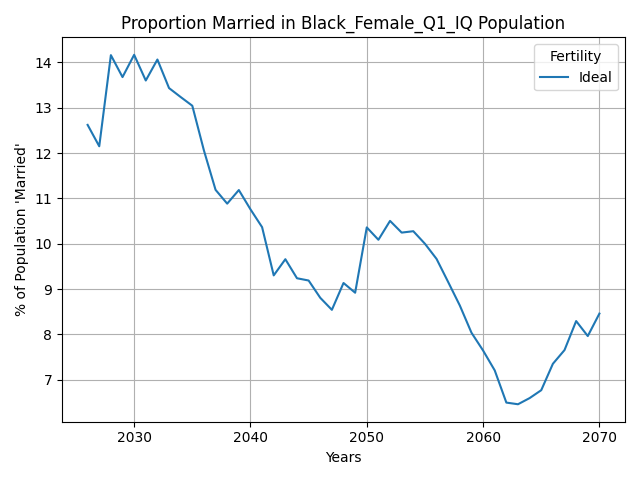 Proportion Married in Black_Female_Q1_IQ Population
% of Population 'Married'
14
13
12
11
10
9
8
7
Fertility
Ideal
2030 2040 2050 2060 2070
Years